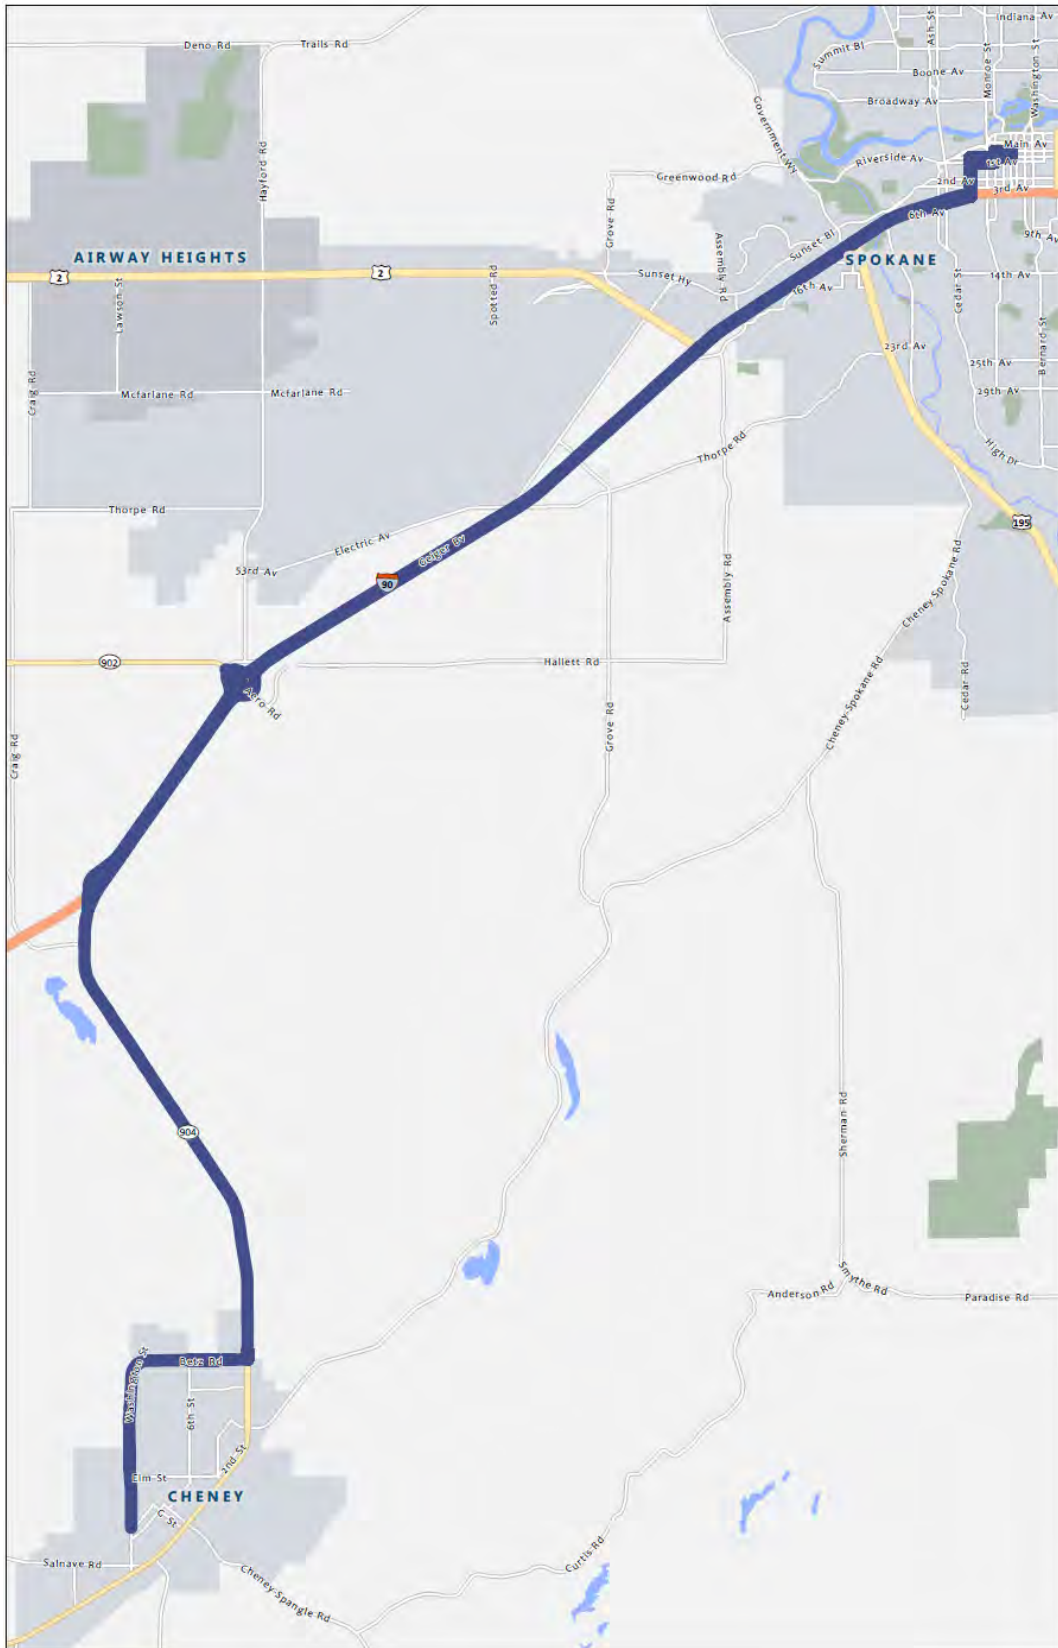 Indiana Av
Deno Rd
Trails Rd
Ash St
Monroe St
Washington St
Summit Bl
Boone Av
Broadway Av
Government Wy
Hayford Rd
Main Av
Riverside Av
1st Av
Greenwood Rd
2nd Av
3rd Av
Grove Rd
6th Av
9th Av
Assembly Rd
Sunset Bl
AIRWAY HEIGHTS
SPOKANE
2
2
Sunset Hy
14th Av
16th Av
Cedar St
Lawson St
Spotted Rd
Bernard St
23rd Av
25th Av
Craig Rd
Mcfarlane Rd
Mcfarlane Rd
29th Av
High Dr
Thorpe Rd
Thorpe Rd
195
Electric Av
Geiger Bv
53rd Av
90
Assembly Rd
Cheney Spokane Rd
902
Hallett Rd
Aero Rd
Cheney-Spokane Rd
Cedar Rd
Grove Rd
Craig Rd
904
Sherman Rd
Smythe Rd
Anderson Rd
Paradise Rd
Betz Rd
Washington St
6th St
2nd St
Elm St
CHENEY
C St
Salnave Rd
Cheney-Spangle Rd
Curtis Rd